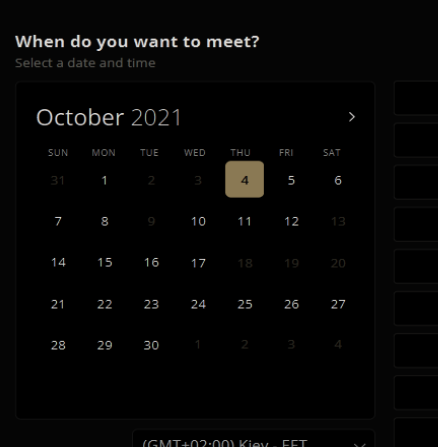 When do you want to meet?
Select a date and time
October 2021
SUN MON TUE WED THU FRI SAT
31 1 2 3 4 5 6
7 8 9 10 11 12 13
14 15 16 17 18 19 20
21 22 23 24 25 26 27
28 29 30 1 2 3 4
(GMT+02:00) Kiev - EET